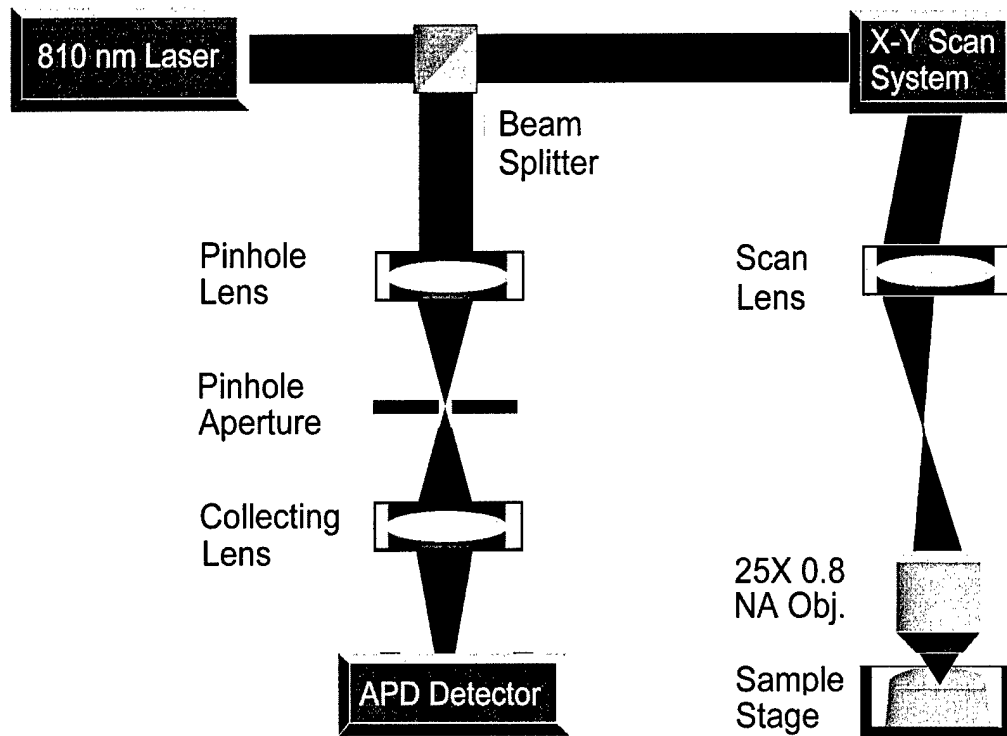 810 nm Laser
X-Y Scan
System
Beam
Splitter
Pinhole
Lens
Scan
Lens
Pinhole
Aperture
Collecting
Lens
25X 0.8
NA Obj.
APD Detector
Sample
Stage